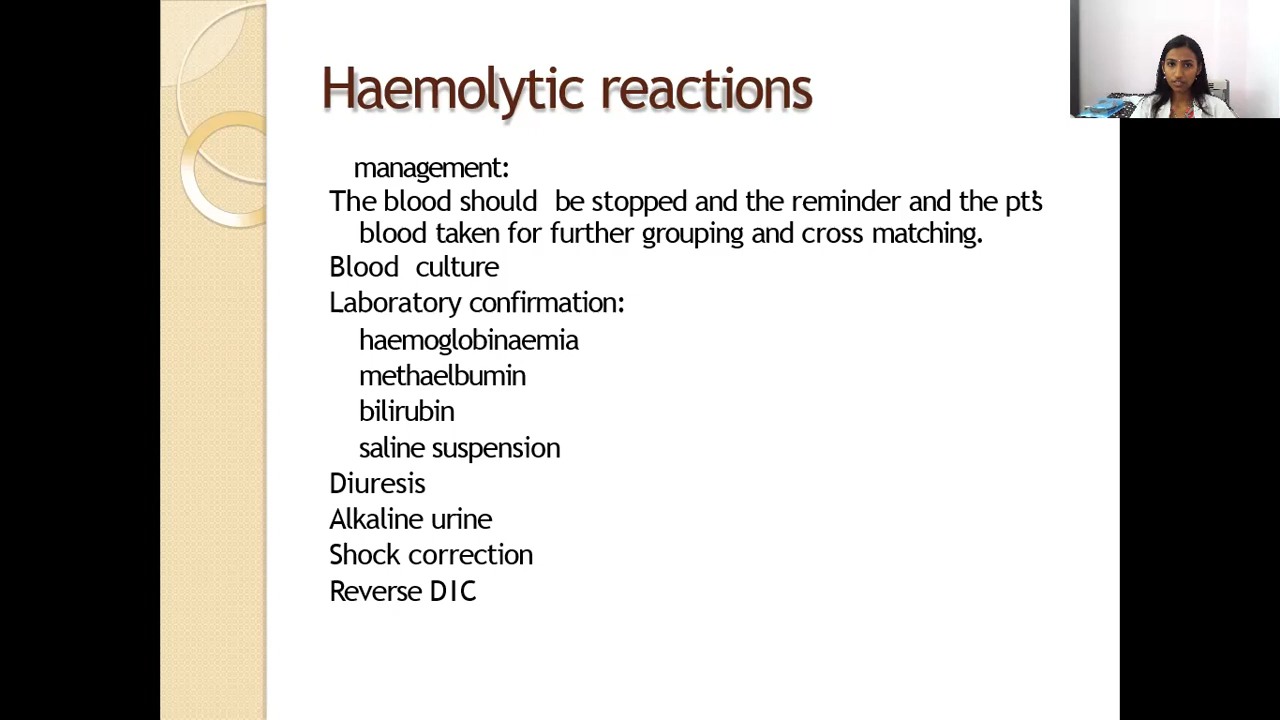 Haemolytic reactions
management:
The blood should be stopped and the reminder and the pt's
blood taken for further grouping and cross matching.
Blood culture
Laboratory confirmation:
haemoglobinaemia
methaelbumin
bilirubin
saline suspension
Diuresis
Alkaline urine
Shock correction
Reverse DIC